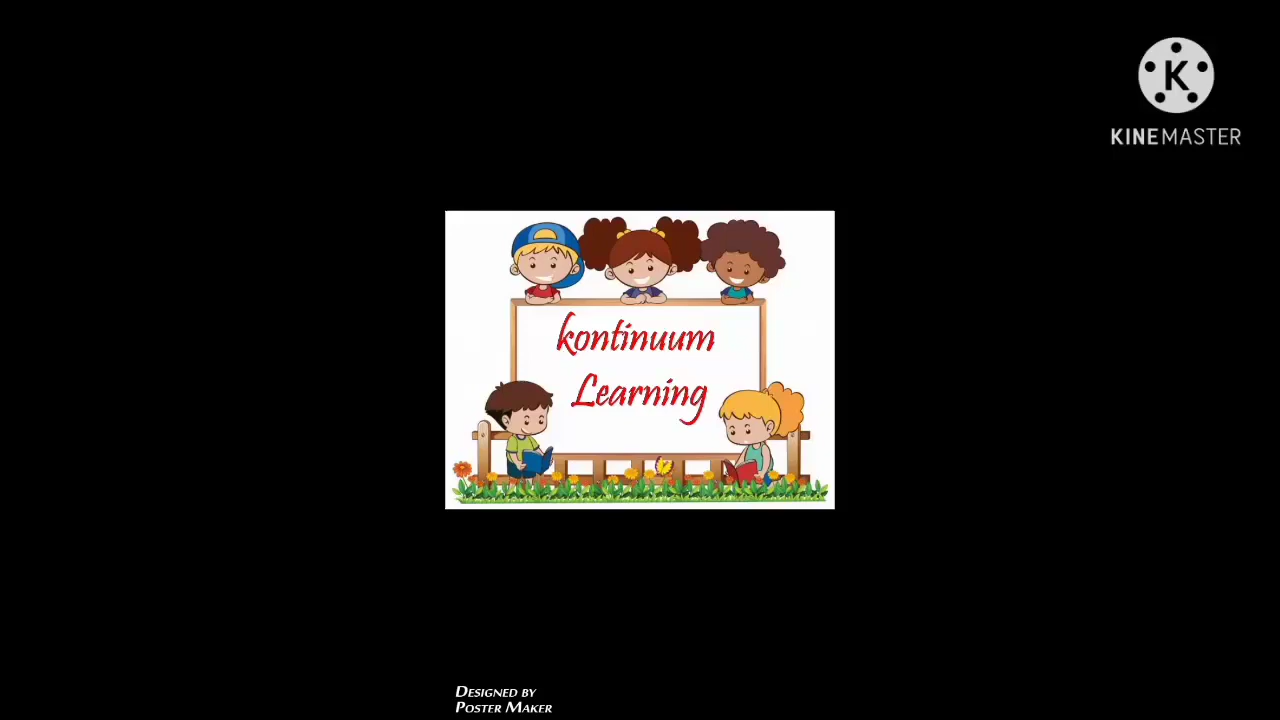 K
KINEMASTER
kontinuum
Learning
DESIGNED BY
POSTER MAKER